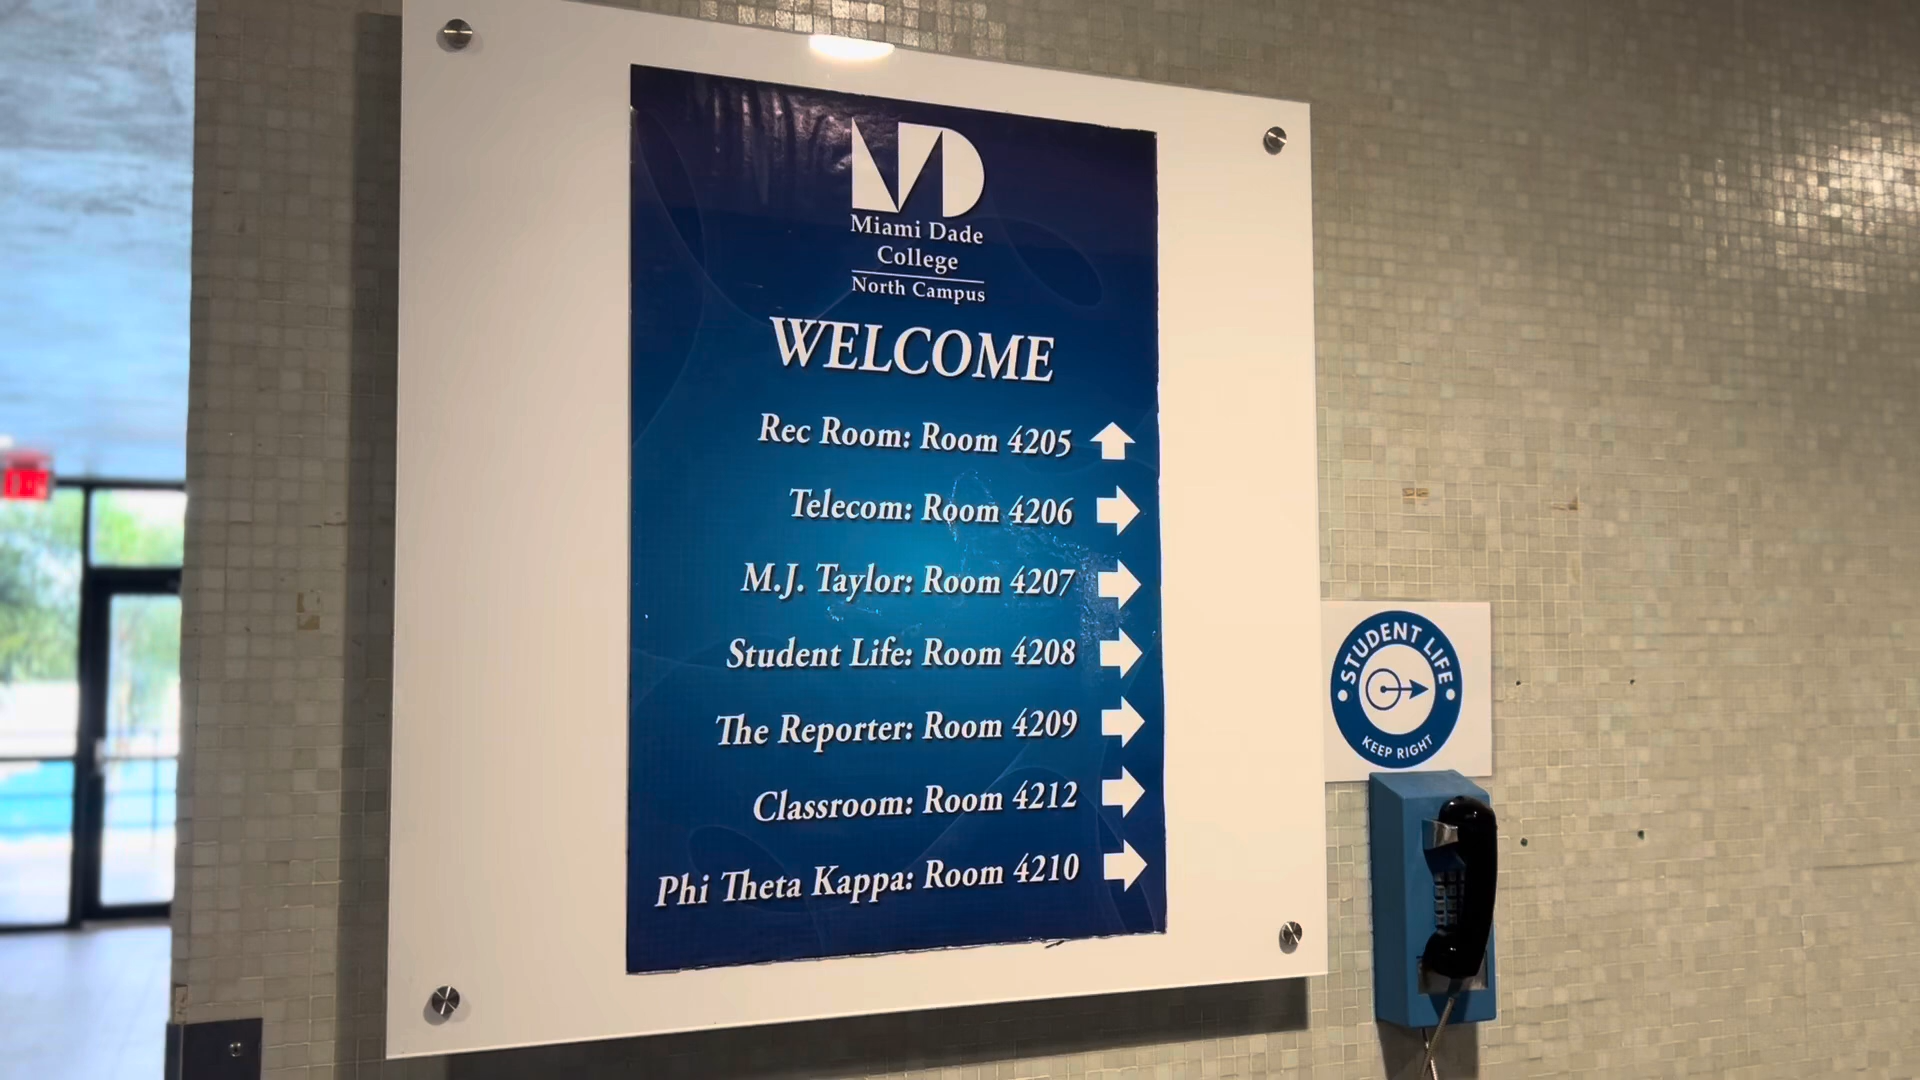 Miami Dade
College
North Campus
WELCOME
Rec Room: Room 4205
Telecom: Room 4206
M.J. Taylor: Room 4207
Student Life: Room 4208
The Reporter: Room 4209
Classroom: Room 4212
Phi Theta Kappa: Room 4210
STUDENT LIFE
KEEP RIGHT